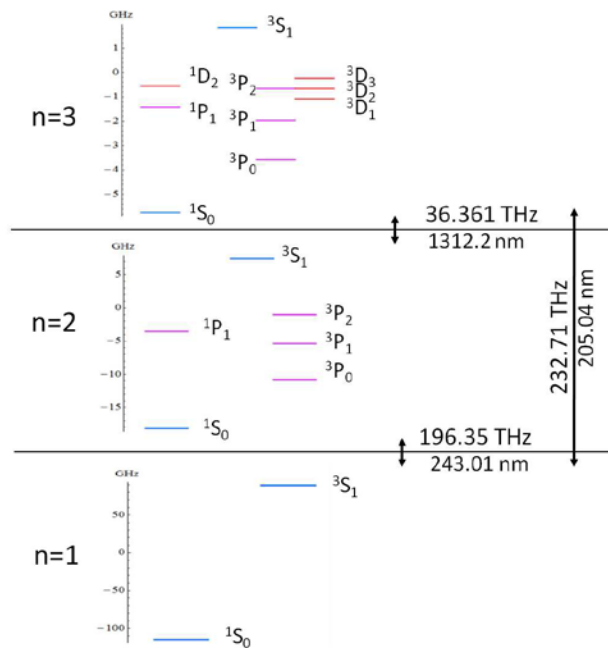 GHz
³S₁
1
0
−1
−2
−3
−4
−5
n=3
¹D₂
³P₂
³D₃
³D₂
³D₁
¹P₁
³P₁
³P₀
¹S₀
36.361 THz
1312.2 nm
GHz
³S₁
5
0
−5
−10
−15
n=2
¹P₁
³P₂
³P₁
³P₀
¹S₀
232.71 THz
205.04 nm
196.35 THz
243.01 nm
GHz
³S₁
50
0
−50
−100
n=1
¹S₀